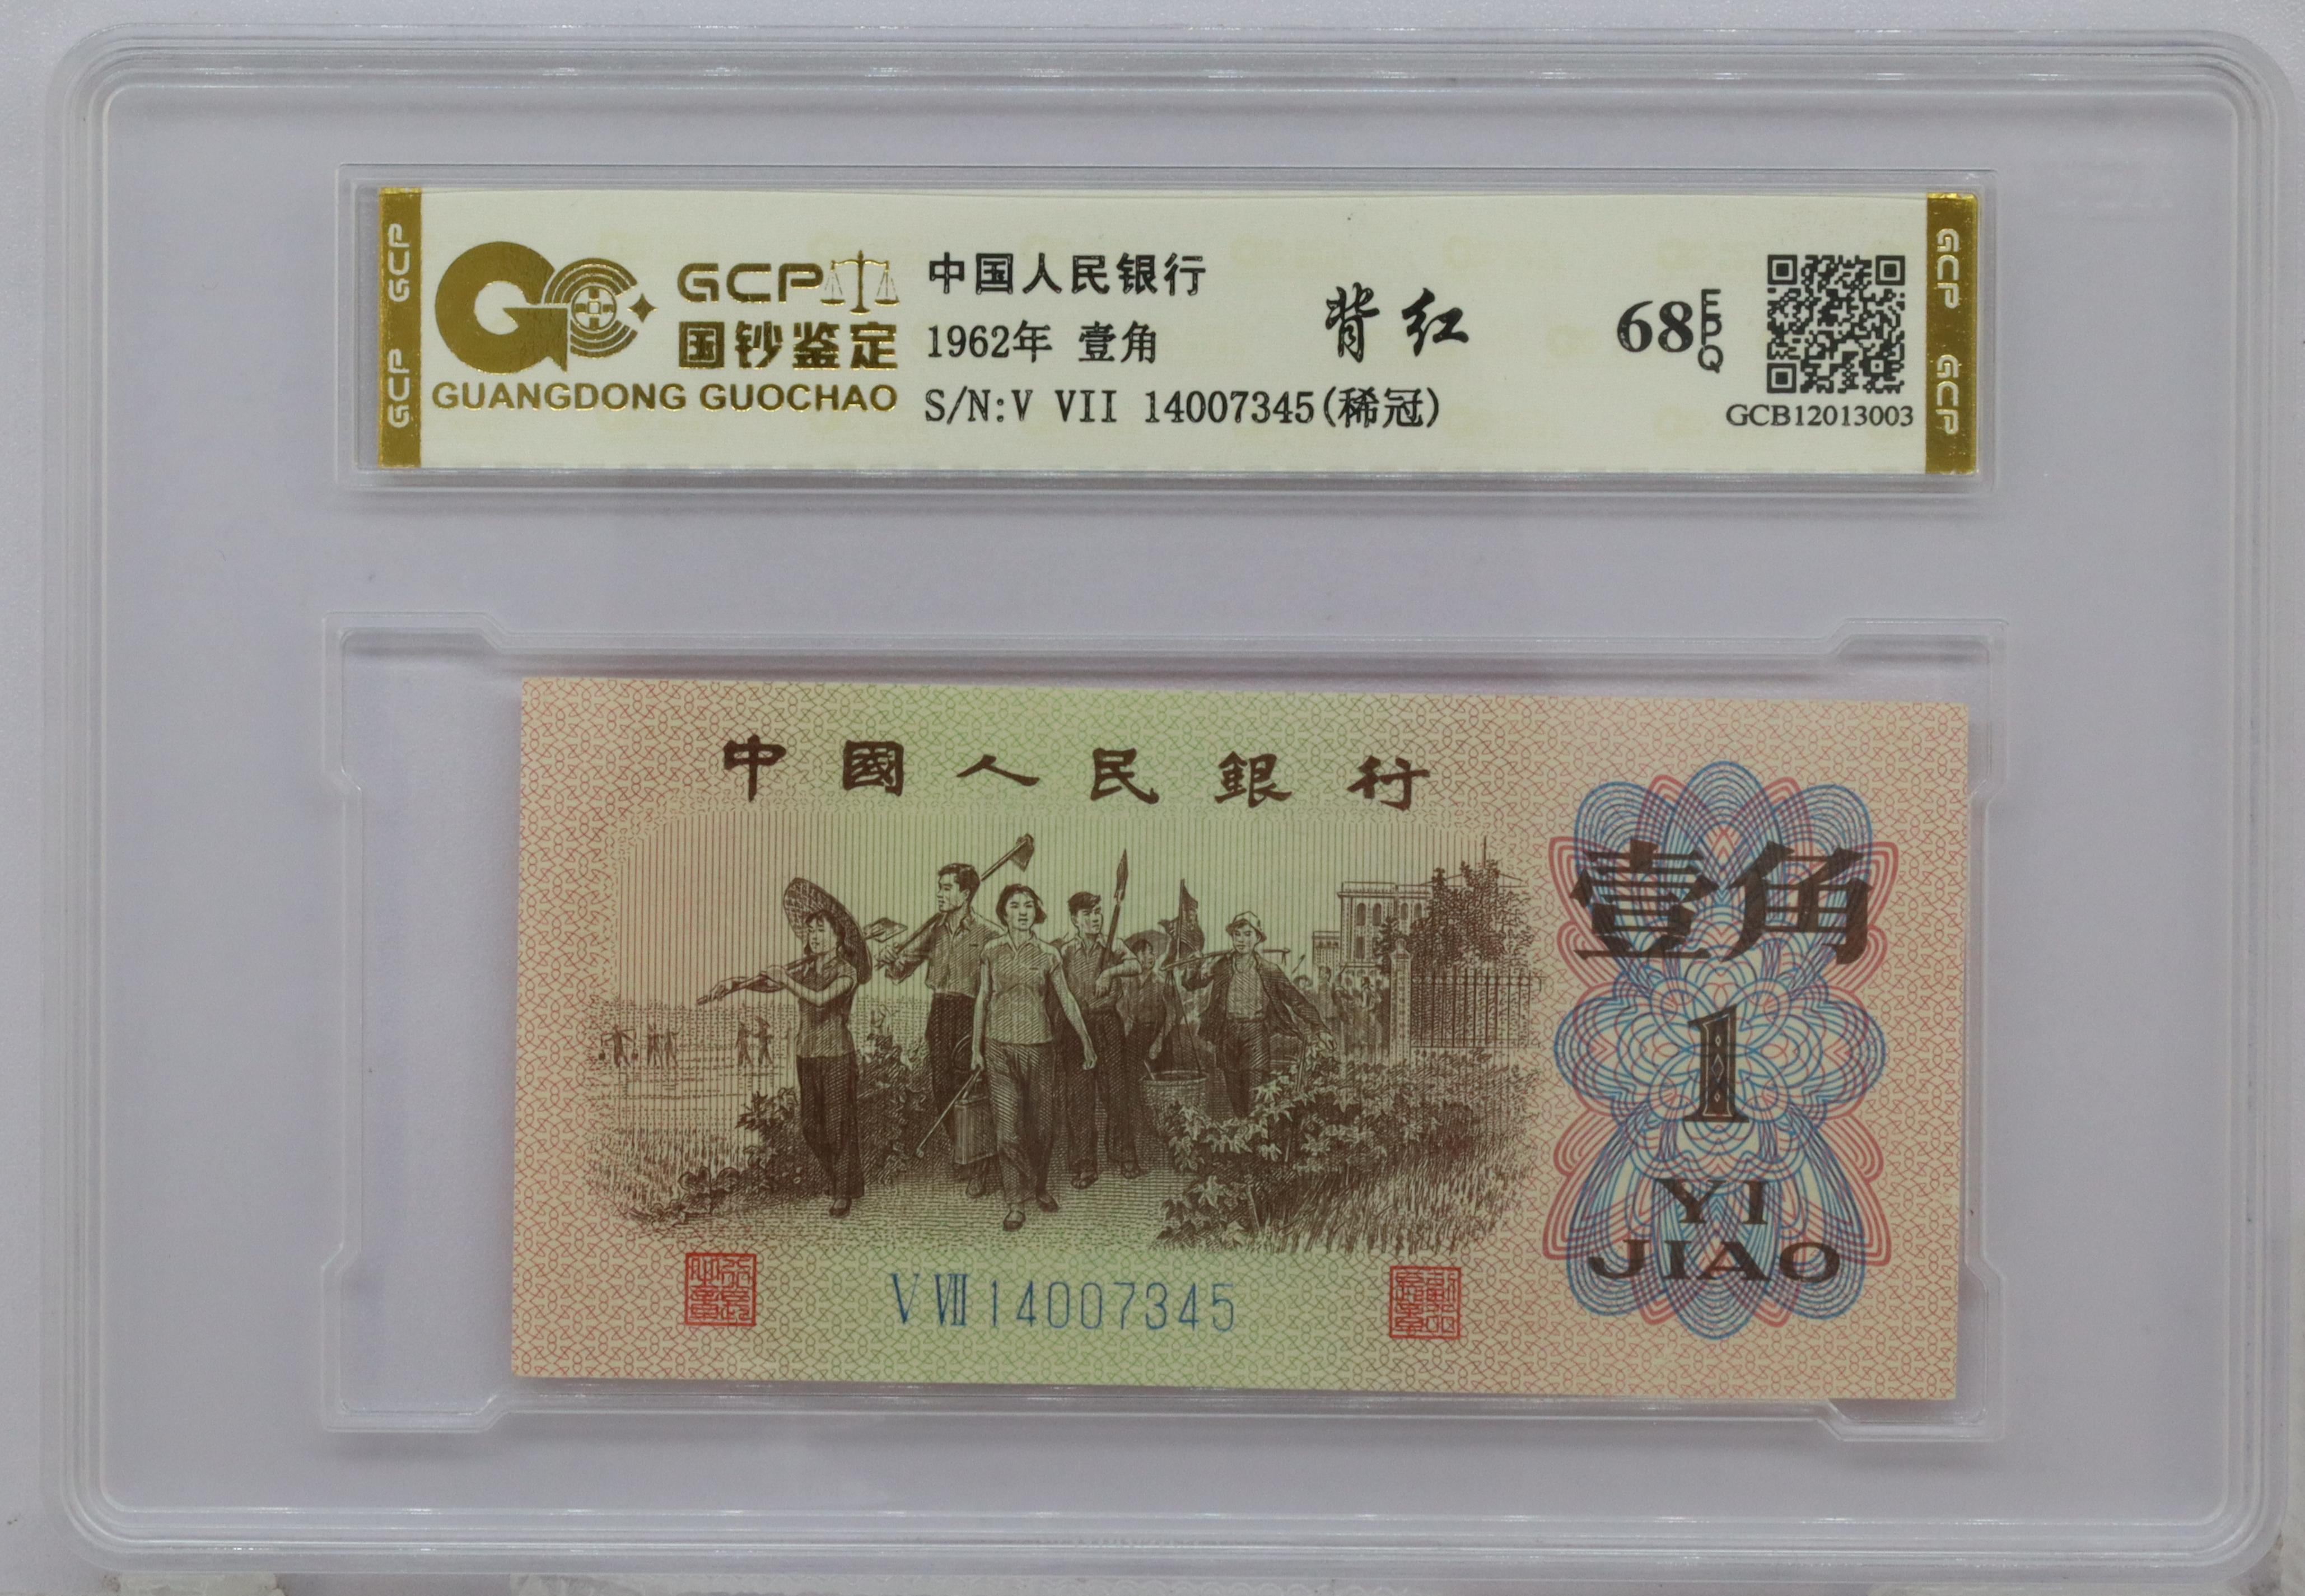 GCP
国钞鉴定
GUANGDONG GUOCHAO
中国人民银行
1962年 壹角
S/N:V VII 14007345(稀冠)
背红
68 EPQ
GCB12013003
GCP GCP
GCP GCP
中國人民銀行
壹角
1
YI
JIAO
V VII 14007345